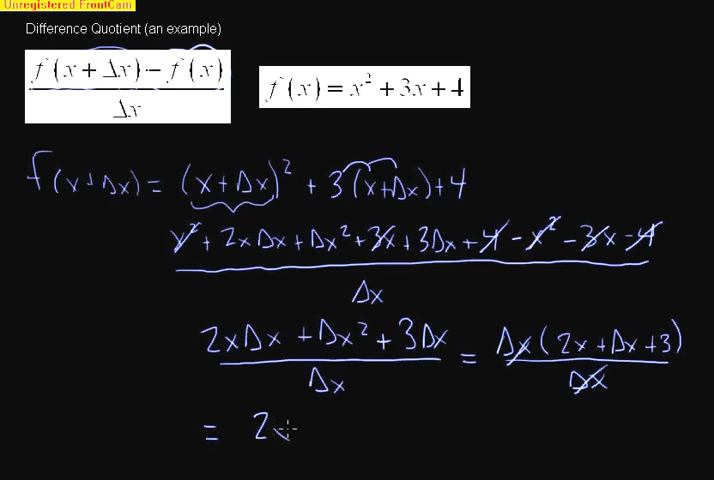 Unregistered FrontCam
Difference Quotient (an example)
f(x + Δx) − f(x)
Δx
f(x) = x² + 3x + 4
f(x+Δx) = (x+Δx)² + 3(x+Δx)+4
x² + 2xΔx + Δx² + 3x + 3Δx + 4 − x² − 3x − 4
Δx
2xΔx + Δx² + 3Δx = Δx(2x + Δx + 3)
Δx Δx
= 2